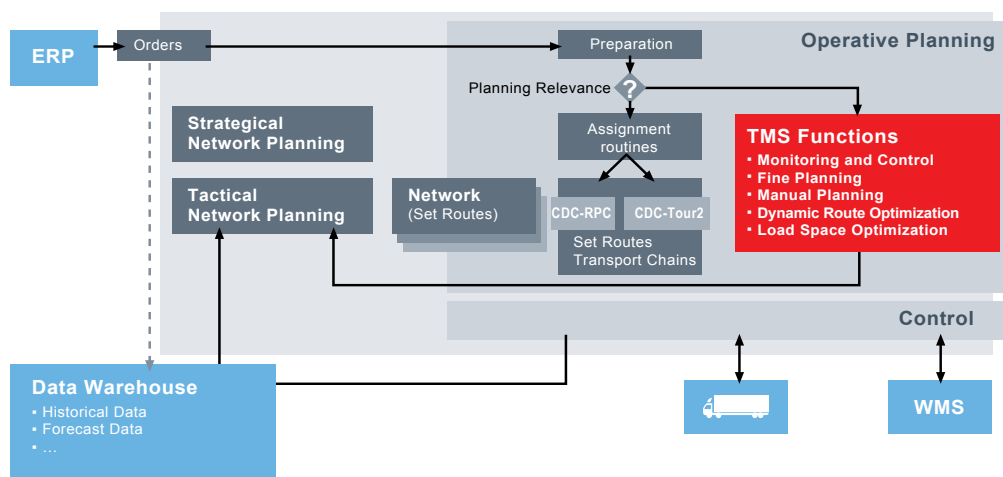 ERP
Orders
Preparation
Operative Planning
Planning Relevance
?
Strategical
Network Planning
Assignment
routines
TMS Functions
▪ Monitoring and Control
▪ Fine Planning
▪ Manual Planning
▪ Dynamic Route Optimization
▪ Load Space Optimization
Tactical
Network Planning
Network
(Set Routes)
CDC-RPC
CDC-Tour2
Set Routes
Transport Chains
Control
Data Warehouse
▪ Historical Data
▪ Forecast Data
▪ ...
WMS